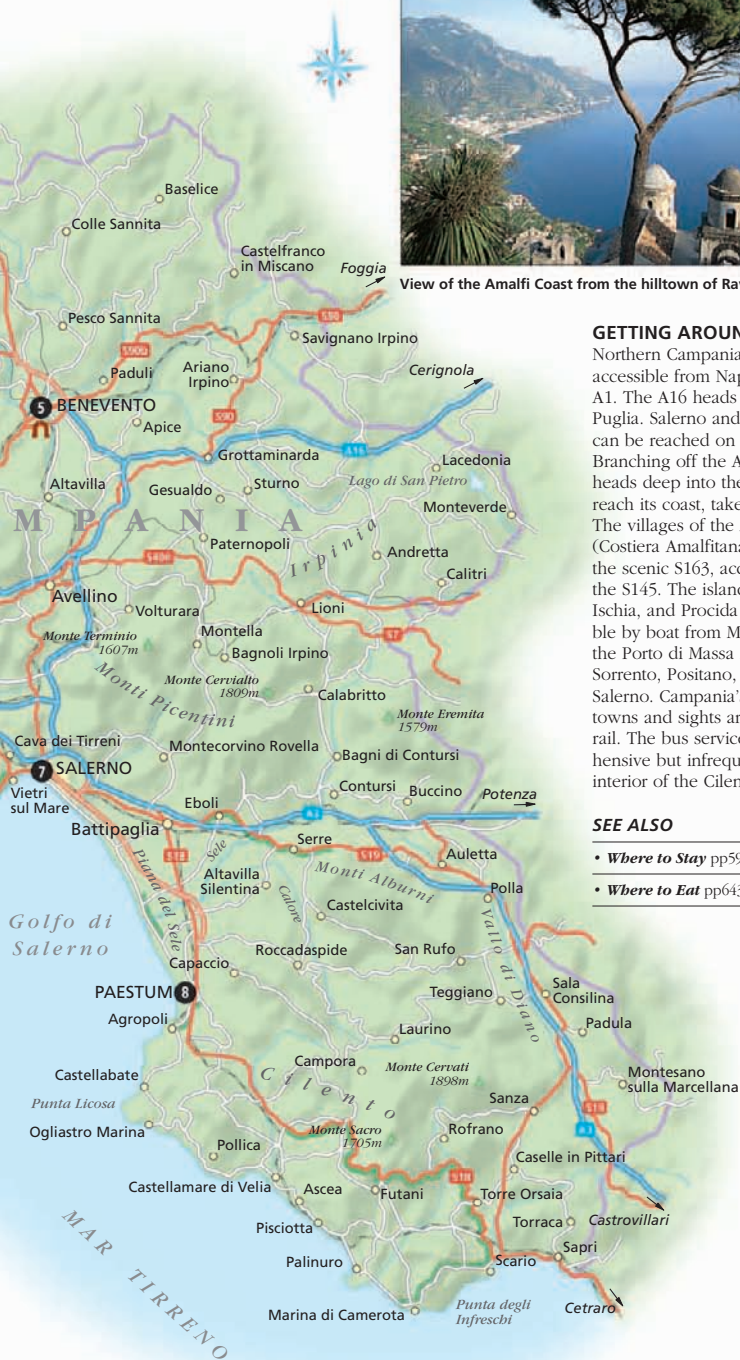 View of the Amalfi Coast from the hilltown of
Baselice
Colle Sannita
Castelfranco
in Miscano
Foggia
Pesco Sannita
S90
Savignano Irpino
S90b
Paduli
Ariano
Irpino
Cerignola
5 BENEVENTO
S90
Apice
Grottaminarda
A16
Lacedonia
Altavilla
Gesualdo
Sturno
Lago di San Pietro
Monteverde
M P A N I A
Paternopoli
Irpinia
Andretta
Calitri
Avellino
Volturara
Lioni
Monte Terminio
1607m
Montella
S7
Bagnoli Irpino
Monte Cervialto
1809m
Monti Picentini
Calabritto
Monte Eremita
1579m
Cava dei Tirreni
Montecorvino Rovella
Bagni di Contursi
7 SALERNO
Vietri
sul Mare
Contursi
Buccino
Potenza
Eboli
A3
Battipaglia
Sele
Serre
S19
Auletta
S18
Piana del Sele
Altavilla
Silentina
Monti Alburni
Polla
Calore
Castelcivita
Golfo di
Salerno
Vallo di Diano
Roccadaspide
San Rufo
Capaccio
PAESTUM 8
Teggiano
Sala
Consilina
Agropoli
Laurino
Padula
Campora
Monte Cervati
1898m
Castellabate
Cilento
Montesano
sulla Marcellana
Punta Licosa
Sanza
S19
Ogliastro Marina
Monte Sacro
1705m
Rofrano
A3
Pollica
Caselle in Pittari
S18
Castellamare di Velia
Ascea
Futani
Torre Orsaia
Pisciotta
Torraca
Castrovillari
MAR TIRRENO
Palinuro
Scario
Sapri
Marina di Camerota
Punta degli
Infreschi
Cetraro
GETTING AROUN
Northern Campania
accessible from Nap
A1. The A16 heads
Puglia. Salerno and
can be reached on
Branching off the A
heads deep into the
reach its coast, take
The villages of the
(Costiera Amalfitana
the scenic S163, acc
the S145. The island
Ischia, and Procida
ble by boat from M
the Porto di Massa
Sorrento, Positano,
Salerno. Campania's
towns and sights ar
rail. The bus service
hensive but infrequ
interior of the Cilen
SEE ALSO
• Where to Stay pp59
• Where to Eat pp643